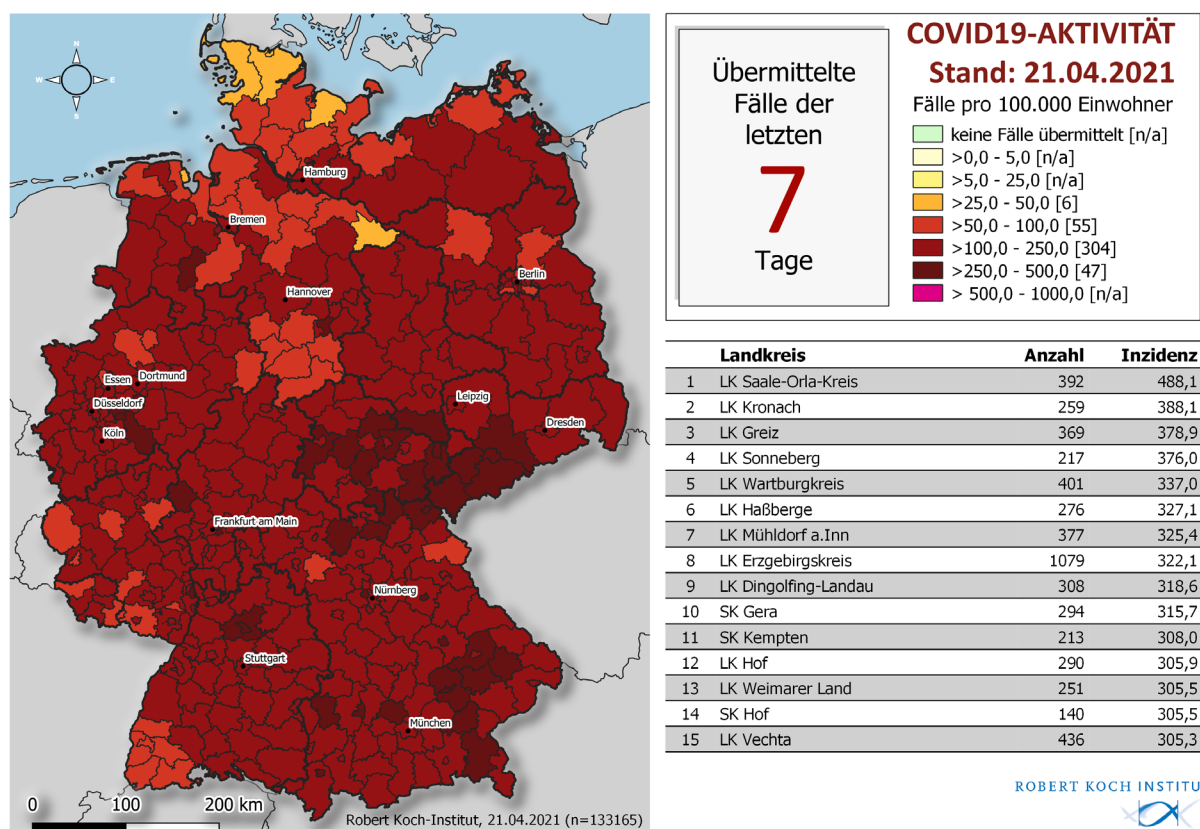 N
W E
S
Hamburg
Bremen
Berlin
Hannover
Essen
Dortmund
Düsseldorf
Köln
Leipzig
Dresden
Frankfurt am Main
Nürnberg
Stuttgart
München
0 100 200 km
Robert Koch-Institut, 21.04.2021 (n=133165)
Übermittelte
Fälle der
letzten
7
Tage
COVID19-AKTIVITÄT
Stand: 21.04.2021
Fälle pro 100.000 Einwohner
keine Fälle übermittelt [n/a]
>0,0 - 5,0 [n/a]
>5,0 - 25,0 [n/a]
>25,0 - 50,0 [6]
>50,0 - 100,0 [55]
>100,0 - 250,0 [304]
>250,0 - 500,0 [47]
> 500,0 - 1000,0 [n/a]
Landkreis Anzahl Inzidenz
1 LK Saale-Orla-Kreis 392 488,1
2 LK Kronach 259 388,1
3 LK Greiz 369 378,9
4 LK Sonneberg 217 376,0
5 LK Wartburgkreis 401 337,0
6 LK Haßberge 276 327,1
7 LK Mühldorf a.Inn 377 325,4
8 LK Erzgebirgskreis 1079 322,1
9 LK Dingolfing-Landau 308 318,6
10 SK Gera 294 315,7
11 SK Kempten 213 308,0
12 LK Hof 290 305,9
13 LK Weimarer Land 251 305,5
14 SK Hof 140 305,5
15 LK Vechta 436 305,3
ROBERT KOCH INSTITU